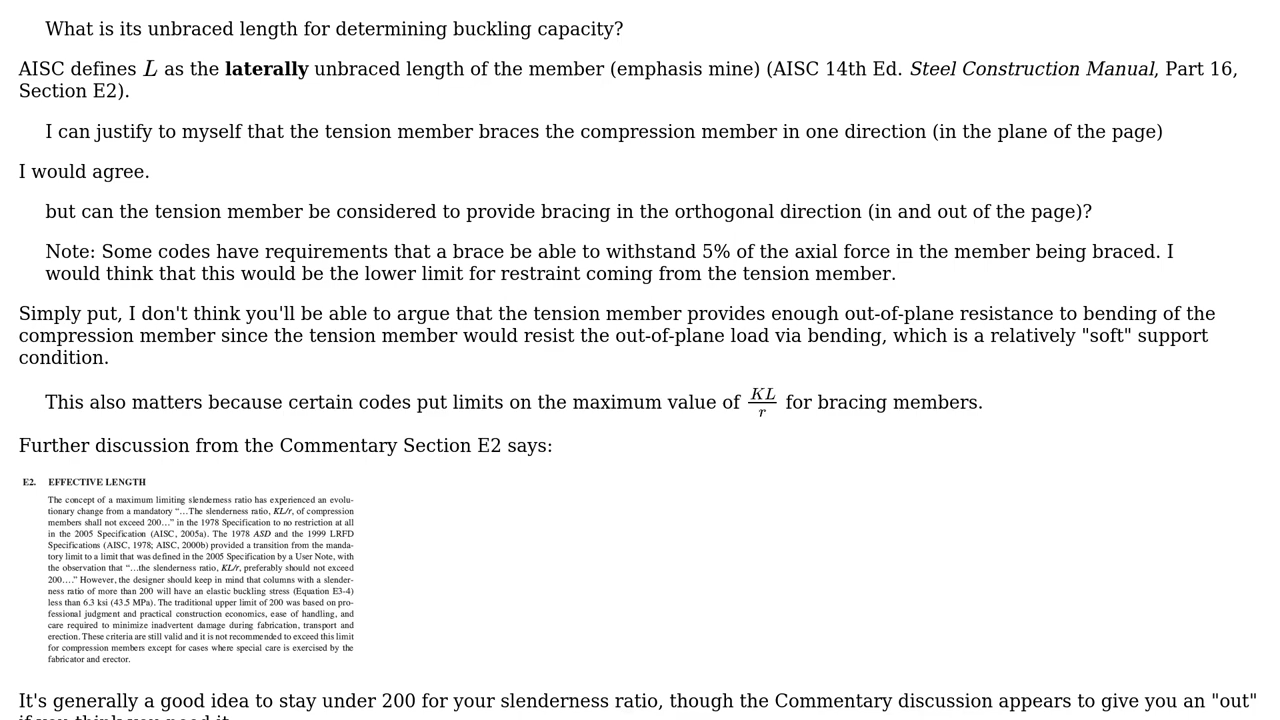 What is its unbraced length for determining buckling capacity?
AISC defines L as the laterally unbraced length of the member (emphasis mine) (AISC 14th Ed. Steel Construction Manual, Part 16,
Section E2).
I can justify to myself that the tension member braces the compression member in one direction (in the plane of the page)
I would agree.
but can the tension member be considered to provide bracing in the orthogonal direction (in and out of the page)?
Note: Some codes have requirements that a brace be able to withstand 5% of the axial force in the member being braced. I
would think that this would be the lower limit for restraint coming from the tension member.
Simply put, I don't think you'll be able to argue that the tension member provides enough out-of-plane resistance to bending of the
compression member since the tension member would resist the out-of-plane load via bending, which is a relatively "soft" support
condition.
This also matters because certain codes put limits on the maximum value of KL/r for bracing members.
Further discussion from the Commentary Section E2 says:
E2. EFFECTIVE LENGTH
The concept of a maximum limiting slenderness ratio has experienced an evolu-
tionary change from a mandatory “…The slenderness ratio, KL/r, of compression
members shall not exceed 200…” in the 1978 Specification to no restriction at all
in the 2005 Specification (AISC, 2005a). The 1978 ASD and the 1999 LRFD
Specifications (AISC, 1978; AISC, 2000b) provided a transition from the manda-
tory limit to a limit that was defined in the 2005 Specification by a User Note, with
the observation that “…the slenderness ratio, KL/r, preferably should not exceed
200….” However, the designer should keep in mind that columns with a slender-
ness ratio of more than 200 will have an elastic buckling stress (Equation E3-4)
less than 6.3 ksi (43.5 MPa). The traditional upper limit of 200 was based on pro-
fessional judgment and practical construction economics, ease of handling, and
care required to minimize inadvertent damage during fabrication, transport and
erection. These criteria are still valid and it is not recommended to exceed this limit
for compression members except for cases where special care is exercised by the
fabricator and erector.
It's generally a good idea to stay under 200 for your slenderness ratio, though the Commentary discussion appears to give you an "out"
if you think you need it.